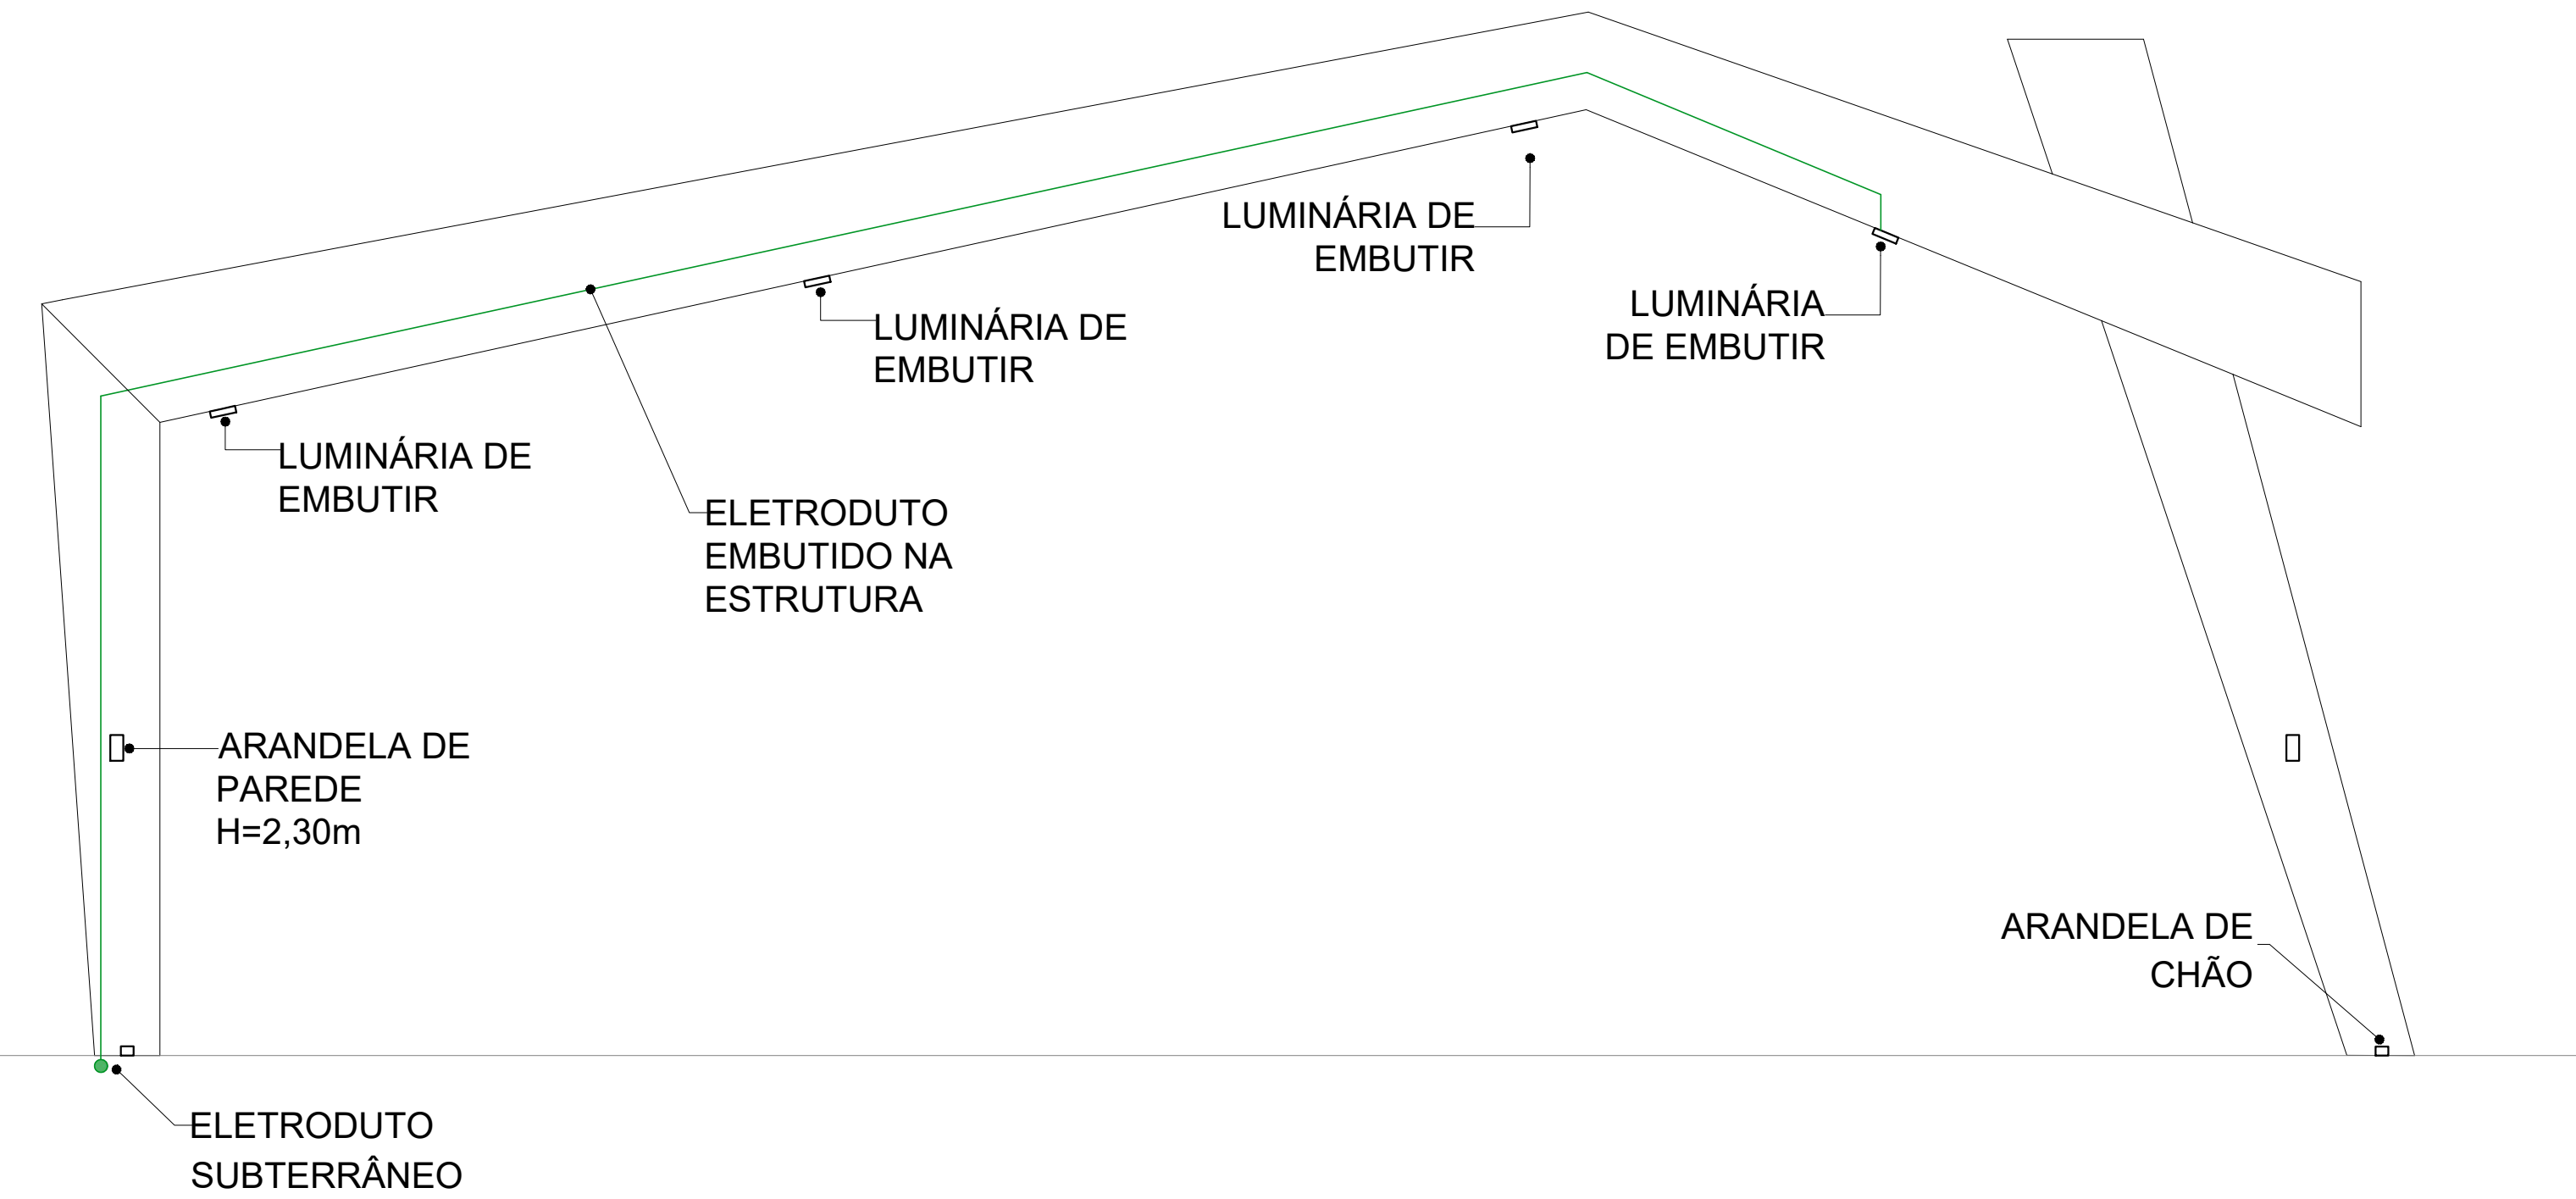 LUMINÁRIA DE
EMBUTIR
LUMINÁRIA
DE EMBUTIR
LUMINÁRIA DE
EMBUTIR
LUMINÁRIA DE
EMBUTIR
ELETRODUTO
EMBUTIDO NA
ESTRUTURA
ARANDELA DE
PAREDE
H=2,30m
ARANDELA DE
CHÃO
ELETRODUTO
SUBTERRÂNEO